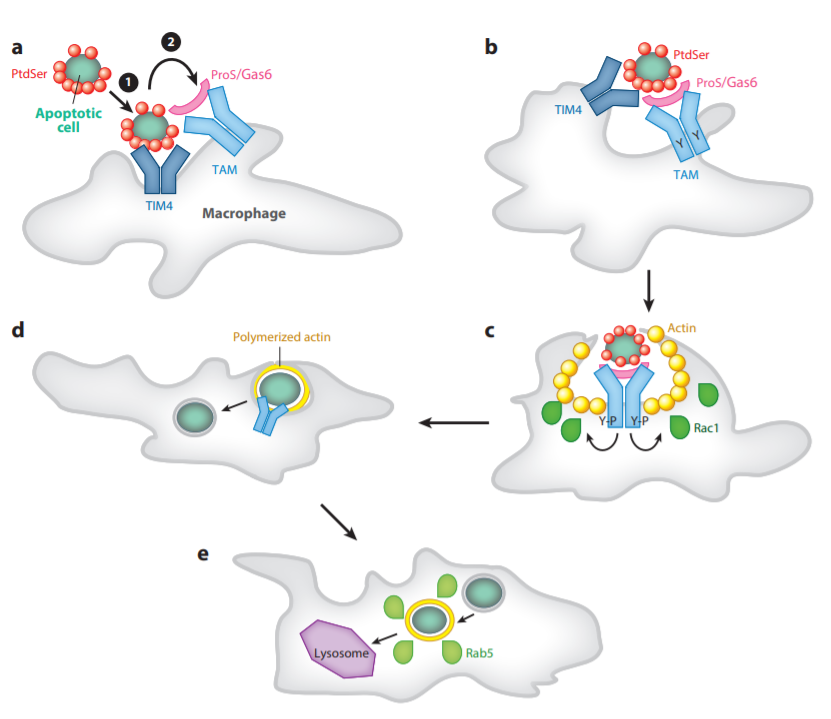 a
PtdSer
Apoptotic
cell
1
2
ProS/Gas6
TAM
TIM4
Macrophage
b
PtdSer
ProS/Gas6
TIM4
Y Y
TAM
d
Polymerized actin
c
Actin
Y-P Y-P
Rac1
e
Lysosome
Rab5